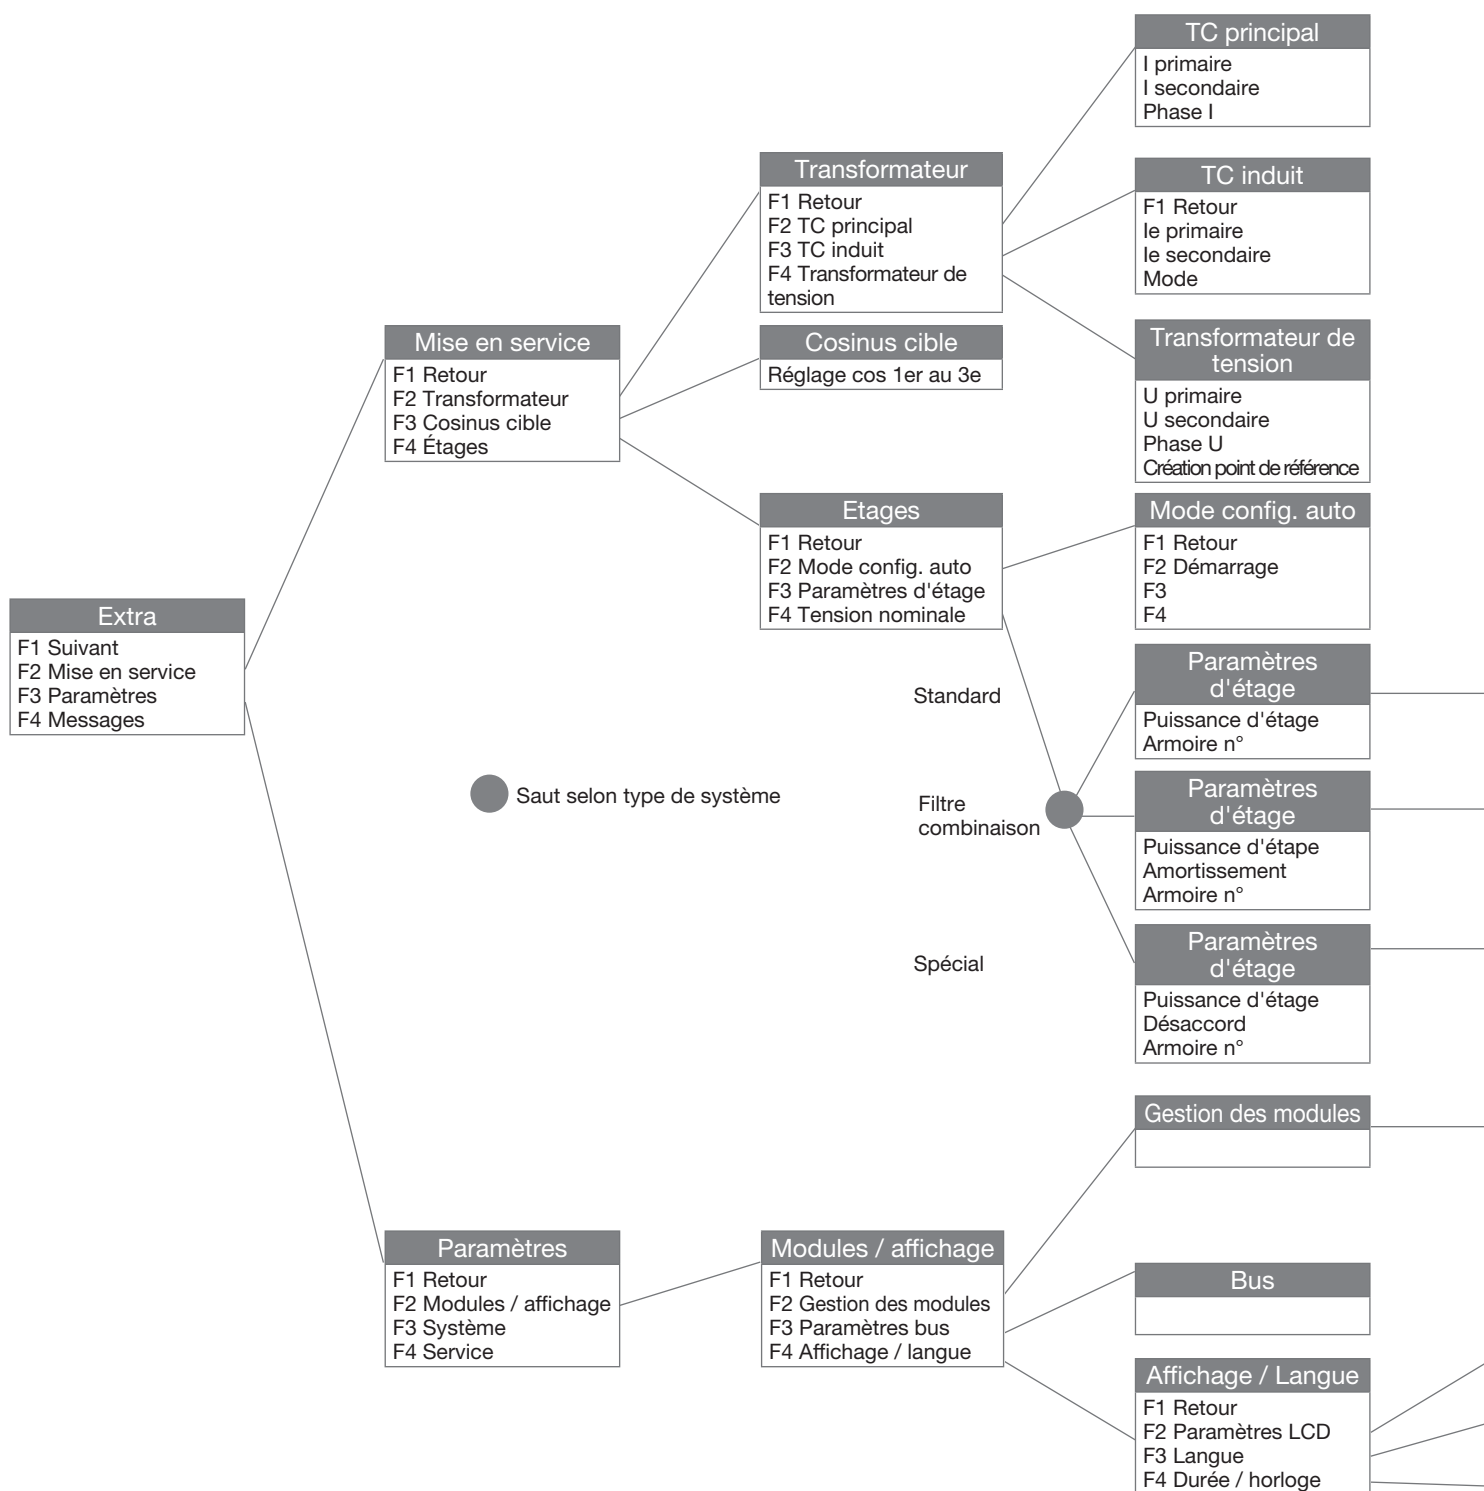 TC principal
I primaire
I secondaire
Phase I
Transformateur
F1 Retour
F2 TC principal
F3 TC induit
F4 Transformateur de
tension
TC induit
F1 Retour
Ie primaire
Ie secondaire
Mode
Mise en service
F1 Retour
F2 Transformateur
F3 Cosinus cible
F4 Étages
Cosinus cible
Réglage cos 1er au 3e
Transformateur de
tension
U primaire
U secondaire
Phase U
Création point de référence
Etages
F1 Retour
F2 Mode config. auto
F3 Paramètres d'étage
F4 Tension nominale
Mode config. auto
F1 Retour
F2 Démarrage
F3
F4
Extra
F1 Suivant
F2 Mise en service
F3 Paramètres
F4 Messages
Standard
Paramètres
d'étage
Puissance d'étage
Armoire n°
Saut selon type de système
Filtre
combinaison
Paramètres
d'étage
Puissance d'étape
Amortissement
Armoire n°
Spécial
Paramètres
d'étage
Puissance d'étage
Désaccord
Armoire n°
Gestion des modules
Paramètres
F1 Retour
F2 Modules / affichage
F3 Système
F4 Service
Modules / affichage
F1 Retour
F2 Gestion des modules
F3 Paramètres bus
F4 Affichage / langue
Bus
Affichage / Langue
F1 Retour
F2 Paramètres LCD
F3 Langue
F4 Durée / horloge